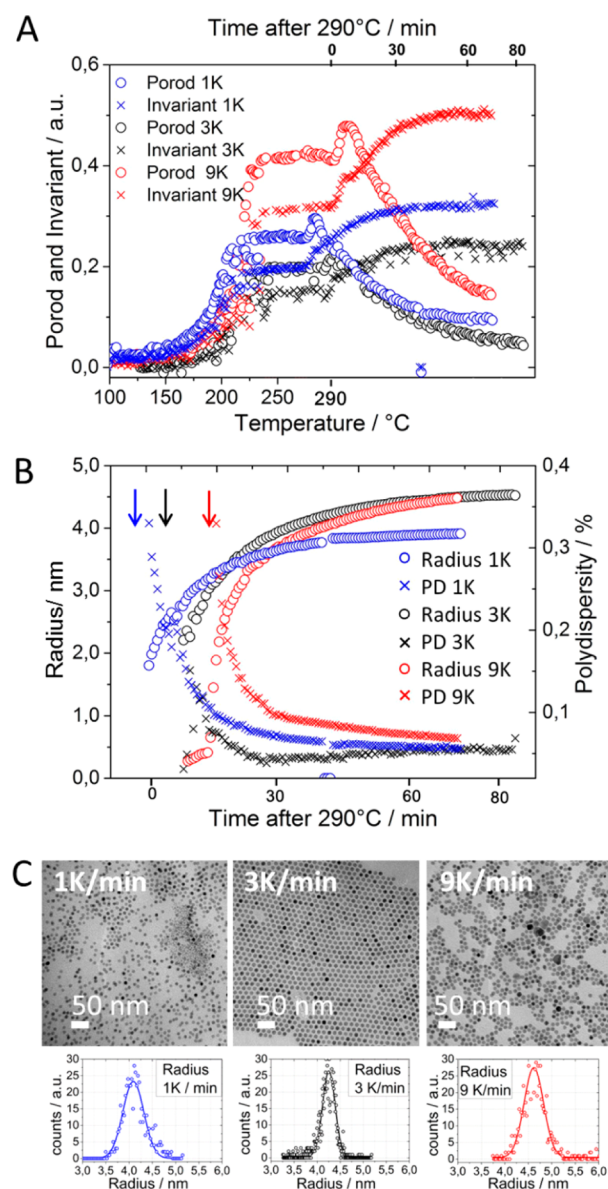 A
Time after 290°C / min
0 30 60 80
0,6
0,4
0,2
0,0
Porod and Invariant / a.u.
Porod 1K
Invariant 1K
Porod 3K
Invariant 3K
Porod 9K
Invariant 9K
100 150 200 250 290
Temperature / °C
B
5,0
4,0
3,0
2,0
1,0
0,0
Radius/ nm
0,4
0,3
0,2
0,1
0,0
Polydispersity / %
Radius 1K
PD 1K
Radius 3K
PD 3K
Radius 9K
PD 9K
0 30 60 80
Time after 290°C / min
C
1K/min 3K/min 9K/min
50 nm 50 nm 50 nm
counts / a.u.
30
25
20
15
10
5
0
Radius
1K / min
3,0 3,5 4,0 4,5 5,0 5,5 6,0
Radius / nm
counts / a.u.
30
25
20
15
10
5
0
Radius
3 K/min
3,0 3,5 4,0 4,5 5,0 5,5 6,0
Radius / nm
counts / a.u.
30
25
20
15
10
5
0
Radius
9 K/min
3,0 3,5 4,0 4,5 5,0 5,5 6,0
Radius / nm